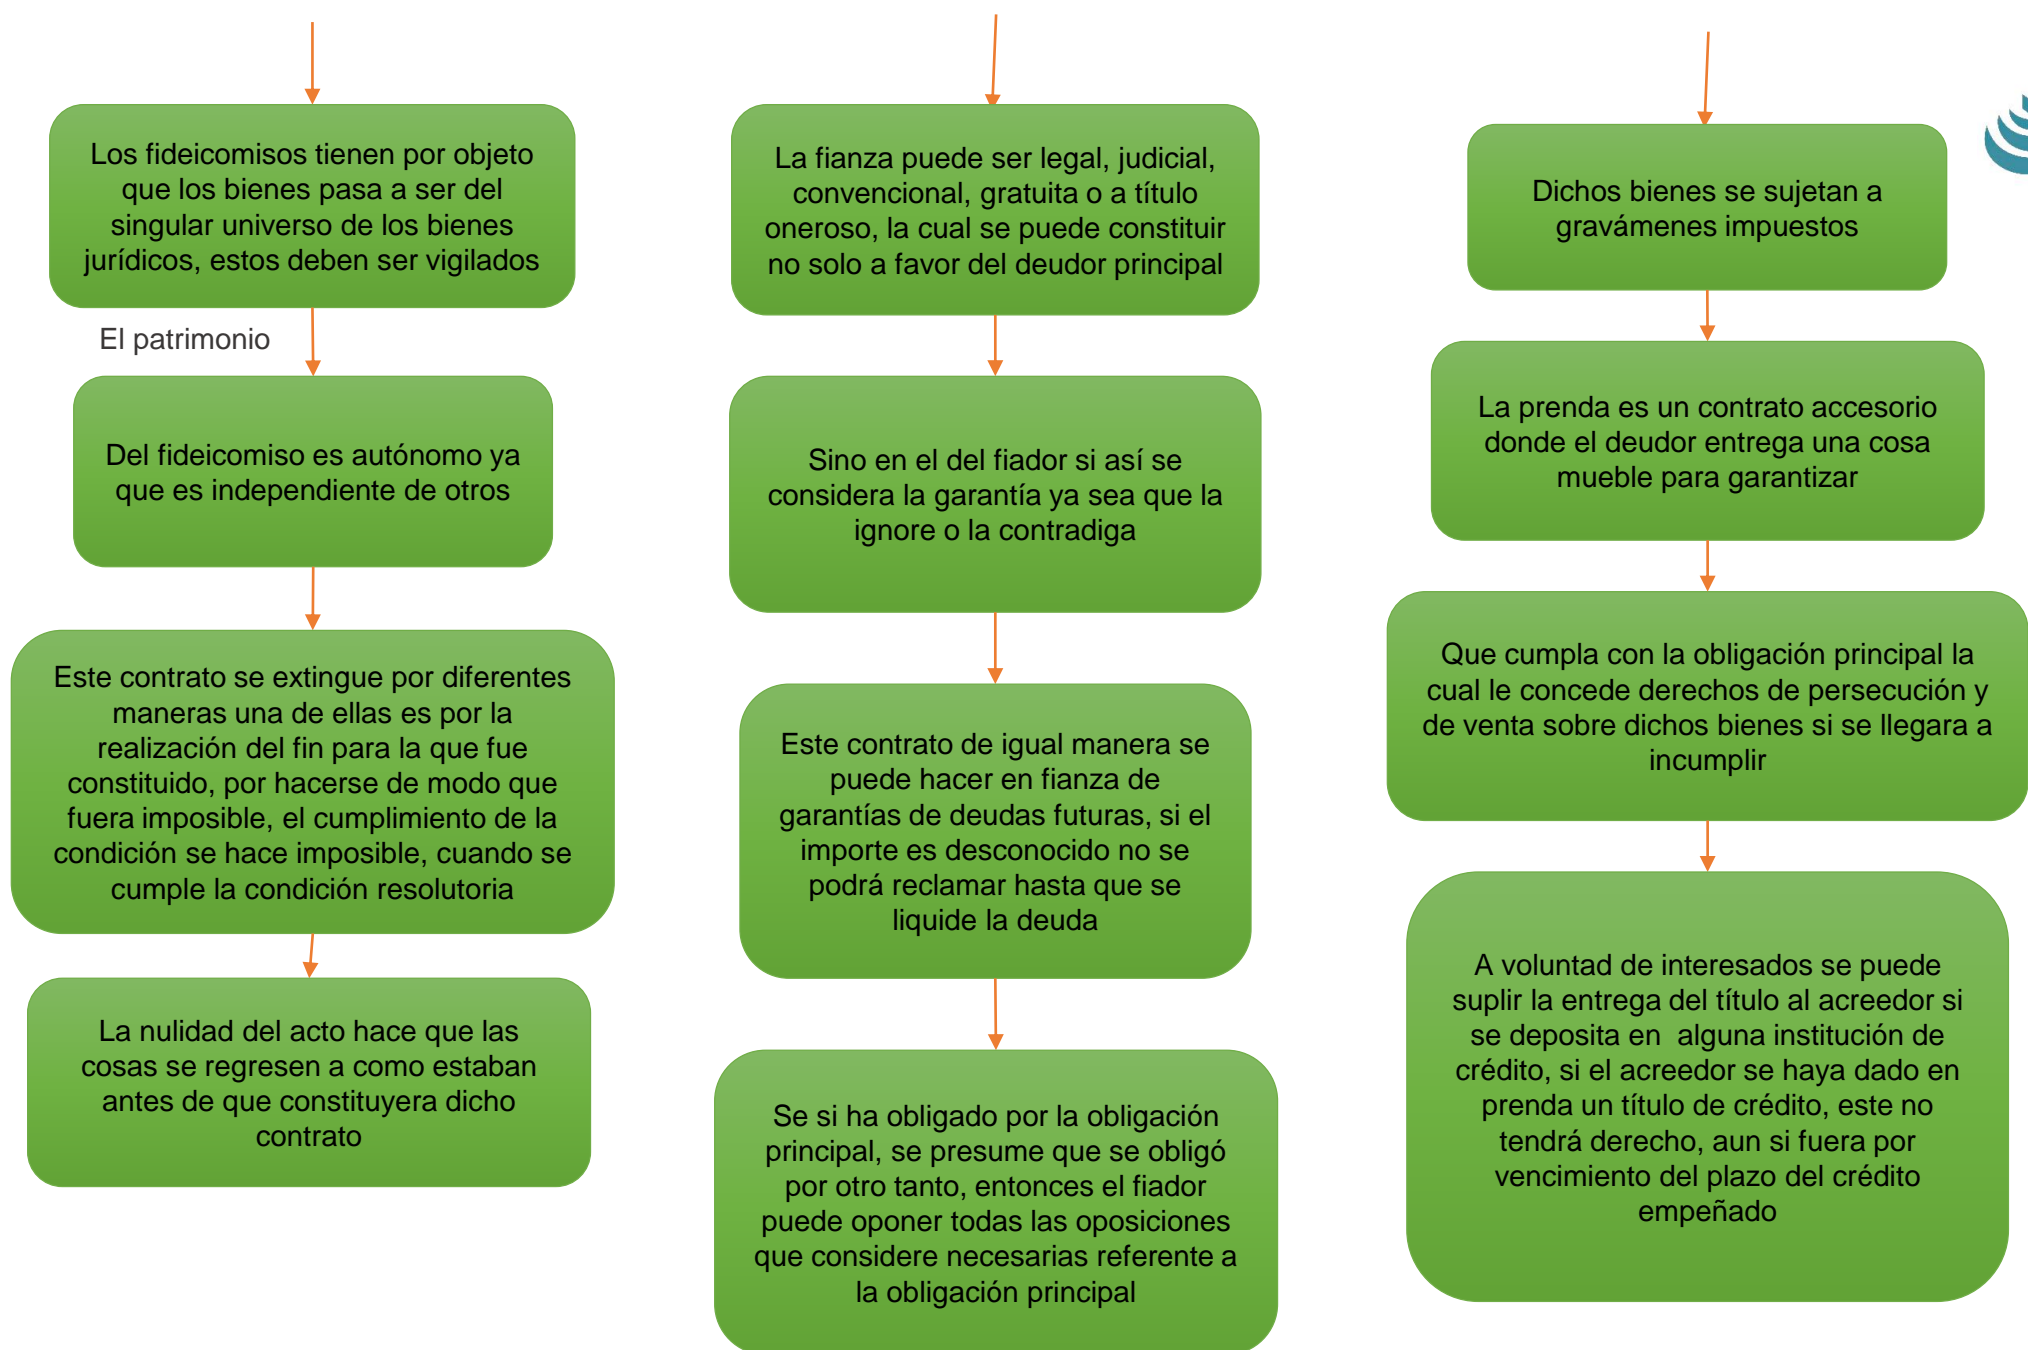 Los fideicomisos tienen por objeto
que los bienes pasa a ser del
singular universo de los bienes
jurídicos, estos deben ser vigilados
El patrimonio
Del fideicomiso es autónomo ya
que es independiente de otros
Este contrato se extingue por diferentes
maneras una de ellas es por la
realización del fin para la que fue
constituido, por hacerse de modo que
fuera imposible, el cumplimiento de la
condición se hace imposible, cuando se
cumple la condición resolutoria
La nulidad del acto hace que las
cosas se regresen a como estaban
antes de que constituyera dicho
contrato
La fianza puede ser legal, judicial,
convencional, gratuita o a título
oneroso, la cual se puede constituir
no solo a favor del deudor principal
Sino en el del fiador si así se
considera la garantía ya sea que la
ignore o la contradiga
Este contrato de igual manera se
puede hacer en fianza de
garantías de deudas futuras, si el
importe es desconocido no se
podrá reclamar hasta que se
liquide la deuda
Se si ha obligado por la obligación
principal, se presume que se obligó
por otro tanto, entonces el fiador
puede oponer todas las oposiciones
que considere necesarias referente a
la obligación principal
Dichos bienes se sujetan a
gravámenes impuestos
La prenda es un contrato accesorio
donde el deudor entrega una cosa
mueble para garantizar
Que cumpla con la obligación principal la
cual le concede derechos de persecución y
de venta sobre dichos bienes si se llegara a
incumplir
A voluntad de interesados se puede
suplir la entrega del título al acreedor si
se deposita en  alguna institución de
crédito, si el acreedor se haya dado en
prenda un título de crédito, este no
tendrá derecho, aun si fuera por
vencimiento del plazo del crédito
empeñado